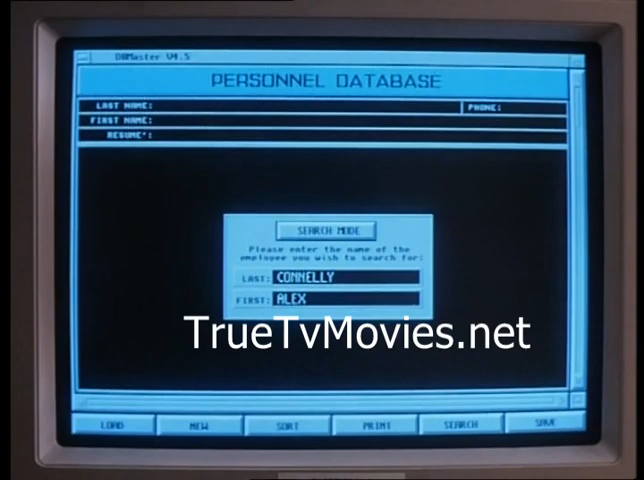 DBMaster V4.5
PERSONNEL DATABASE
LAST NAME: PHONE:
FIRST NAME:
RESUME*:
SEARCH MODE
Please enter the name of the
employee you wish to search for:
LAST: CONNELLY
FIRST: ALEX
TrueTvMovies.net
LOAD NEW SORT PRINT SEARCH SAVE